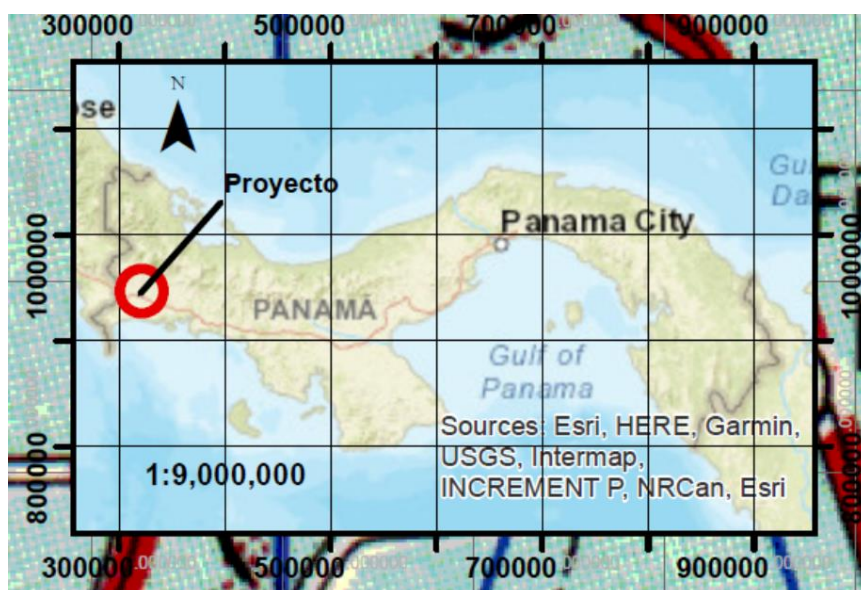 300000 500000 700000 900000
N
ose
Proyecto
Gu
Da
Panama City
1000000
1000000
PANAMÁ
Gulf of
Panama
Sources: Esri, HERE, Garmin,
USGS, Intermap,
INCREMENT P, NRCan, Esri
1:9,000,000
800000
800000
300000 500000 700000 900000